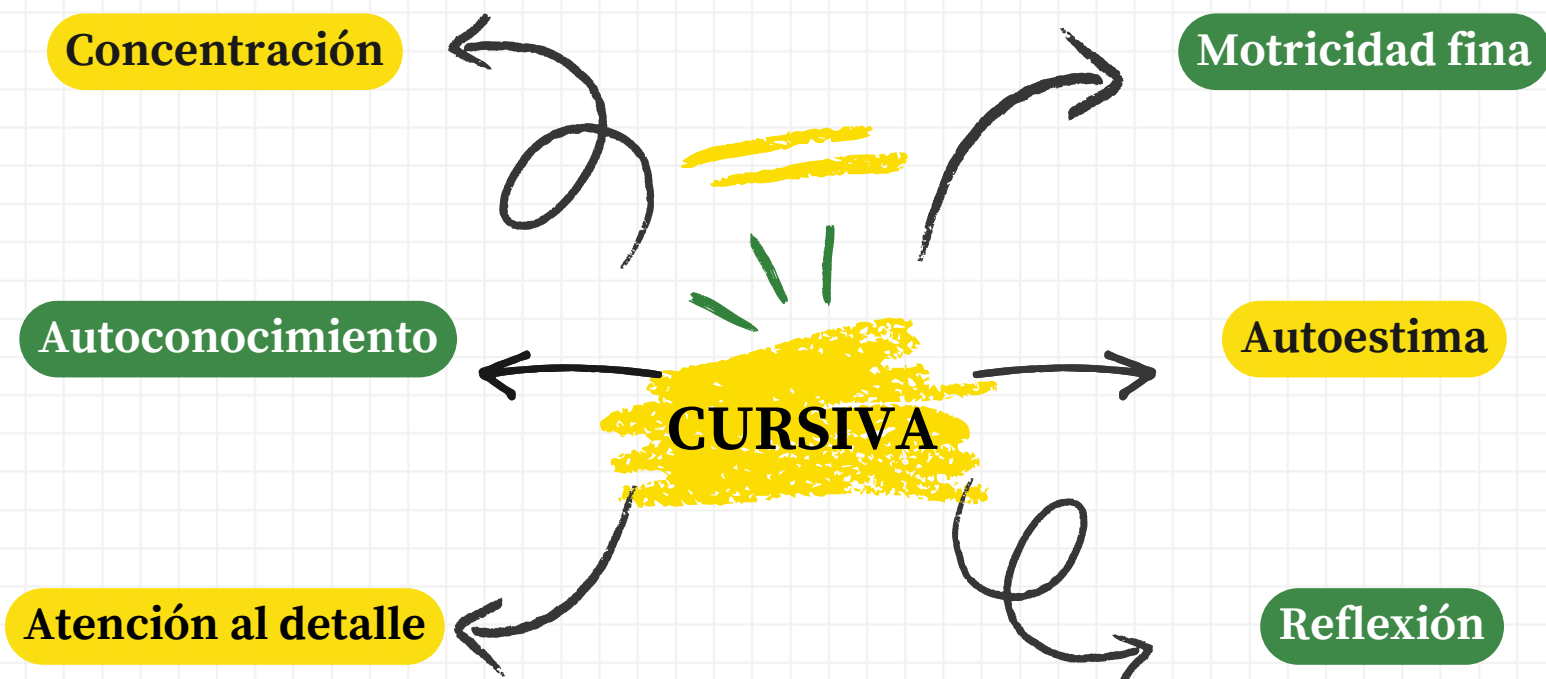 Concentración
Motricidad fina
Autoconocimiento
Autoestima
CURSIVA
Atención al detalle
Reflexión